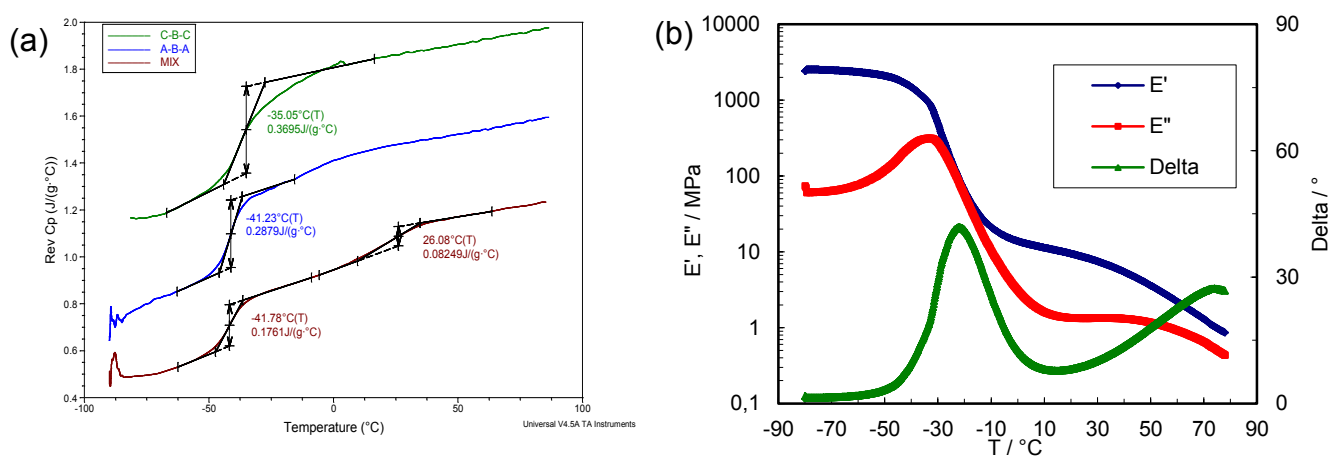 (a)
C-B-C
A-B-A
MIX
2.0
1.8
1.6
1.4
1.2
1.0
0.8
0.6
0.4
Rev Cp (J/(g·°C))
-35.05°C(T)
0.3695J/(g·°C)
-41.23°C(T)
0.2879J/(g·°C)
26.08°C(T)
0.08249J/(g·°C)
-41.78°C(T)
0.1761J/(g·°C)
-100 -50 0 50 100
Temperature (°C)
Universal V4.5A TA Instruments
(b)
10000
1000
100
10
1
0,1
E', E'' / MPa
E'
E"
Delta
90
60
30
0
Delta / °
-90 -70 -50 -30 -10 10 30 50 70 90
T / °C